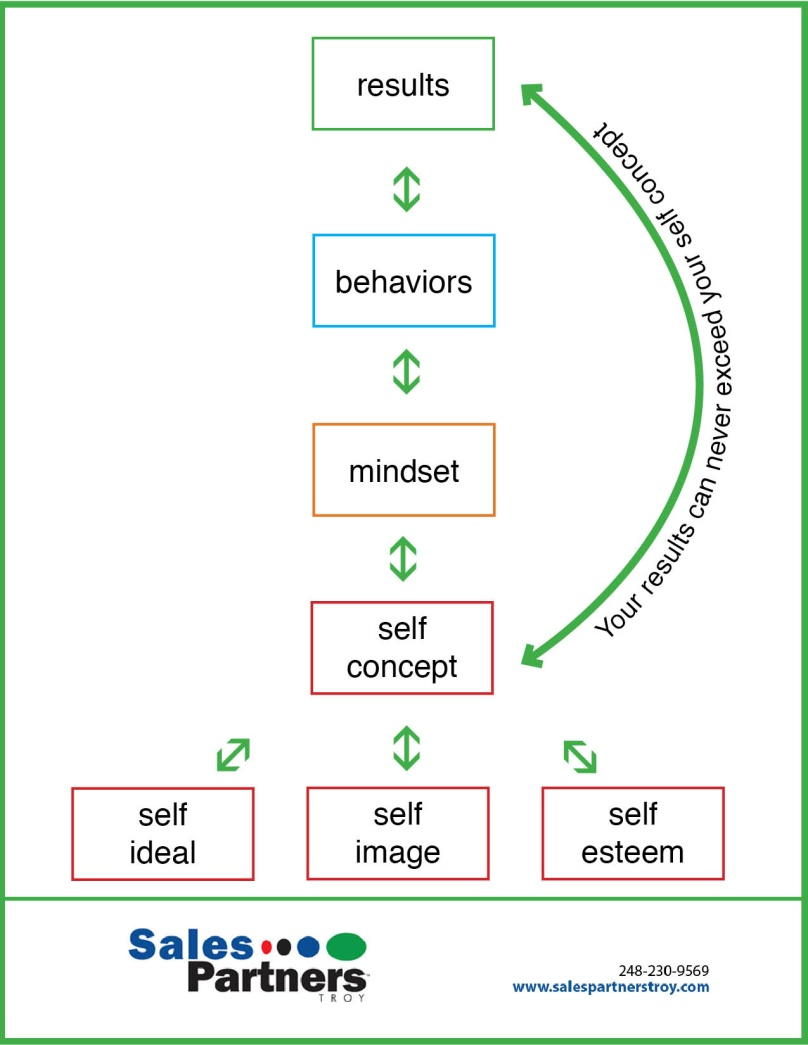 results
behaviors
mindset
self
concept
Your results can never exceed your self concept
self
ideal
self
image
self
esteem
Sales
Partners™
TROY
248-230-9569
www.salespartnerstroy.com